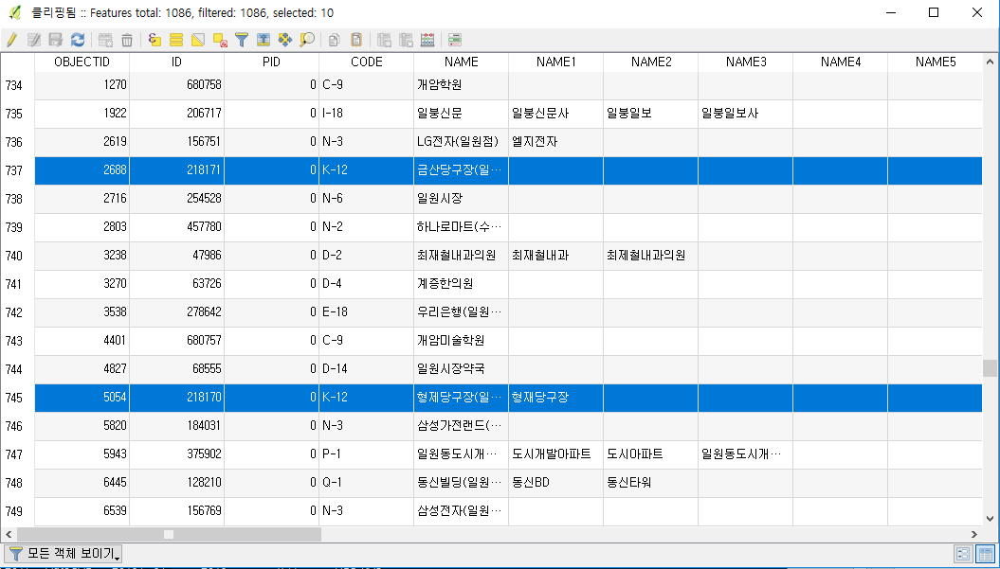 클리핑됨 :: Features total: 1086, filtered: 1086, selected: 10
OBJECTID ID PID CODE NAME NAME1 NAME2 NAME3 NAME4 NAME5
734 1270 680758 0 C-9 개암학원
735 1922 206717 0 I-18 일붕신문 일붕신문사 일붕일보 일붕일보사
736 2619 156751 0 N-3 LG전자(일원점) 엘지전자
737 2688 218171 0 K-12 금산당구장(일…
738 2716 254528 0 N-6 일원시장
739 2803 457780 0 N-2 하나로마트(수…
740 3238 47986 0 D-2 최재철내과의원 최재철내과 최제철내과의원
741 3270 63726 0 D-4 계증한의원
742 3538 278642 0 E-18 우리은행(일원…
743 4401 680757 0 C-9 개암미술학원
744 4827 68555 0 D-14 일원시장약국
745 5054 218170 0 K-12 형제당구장(일… 형재당구장
746 5820 184031 0 N-3 삼성가전랜드(…
747 5943 375902 0 P-1 일원동도시개… 도시개발아파트 도시아파트 일원동도시개…
748 6445 128210 0 Q-1 동신빌딩(일원… 동신BD 동신타워
749 6539 156769 0 N-3 삼성전자(일원…
모든 객체 보이기